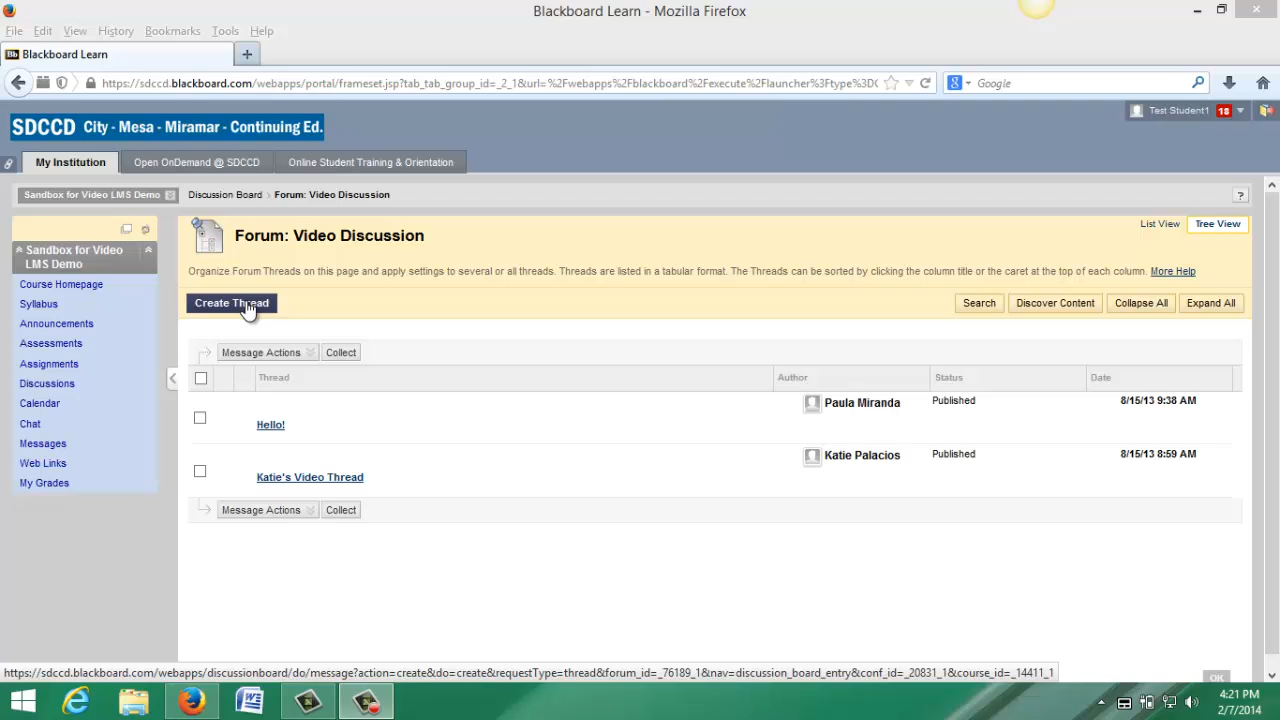 Blackboard Learn - Mozilla Firefox
File Edit View History Bookmarks Tools Help
Bb Blackboard Learn +
https://sdccd.blackboard.com/webapps/portal/frameset.jsp?tab_tab_group_id=_2_1&url=%2Fwebapps%2Fblackboard%2Fexecute%2Flauncher%3Ftype%3DC Google
Test Student1 18
SDCCD City - Mesa - Miramar - Continuing Ed.
My Institution Open OnDemand @ SDCCD Online Student Training & Orientation
Sandbox for Video LMS Demo Discussion Board > Forum: Video Discussion ?
List View Tree View
Forum: Video Discussion
Sandbox for Video
LMS Demo
Organize Forum Threads on this page and apply settings to several or all threads. Threads are listed in a tabular format. The Threads can be sorted by clicking the column title or the caret at the top of each column. More Help
Course Homepage
Syllabus
Announcements
Assessments
Assignments
Discussions
Calendar
Chat
Messages
Web Links
My Grades
Create Thread Search Discover Content Collapse All Expand All
Message Actions Collect
Thread Author Status Date
Paula Miranda Published 8/15/13 9:38 AM
Hello!
Katie Palacios Published 8/15/13 8:59 AM
Katie's Video Thread
Message Actions Collect
OK
https://sdccd.blackboard.com/webapps/discussionboard/do/message?action=create&do=create&requestType=thread&forum_id=_76189_1&nav=discussion_board_entry&conf_id=_20831_1&course_id=_14411_1
4:21 PM
2/7/2014